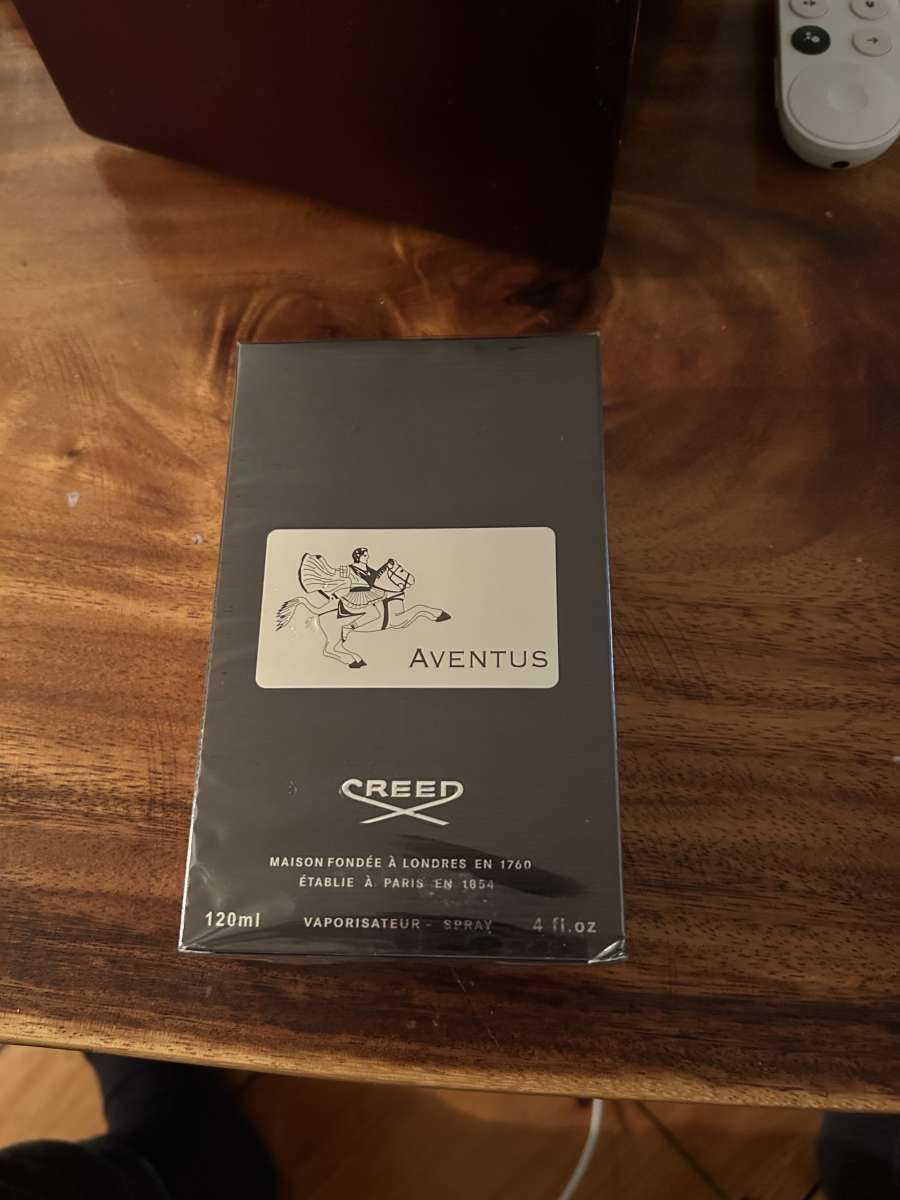 AVENTUS
CREED
MAISON FONDÉE À LONDRES EN 1760
ÉTABLIE À PARIS EN 1854
120ml VAPORISATEUR - SPRAY 4 fl.oz